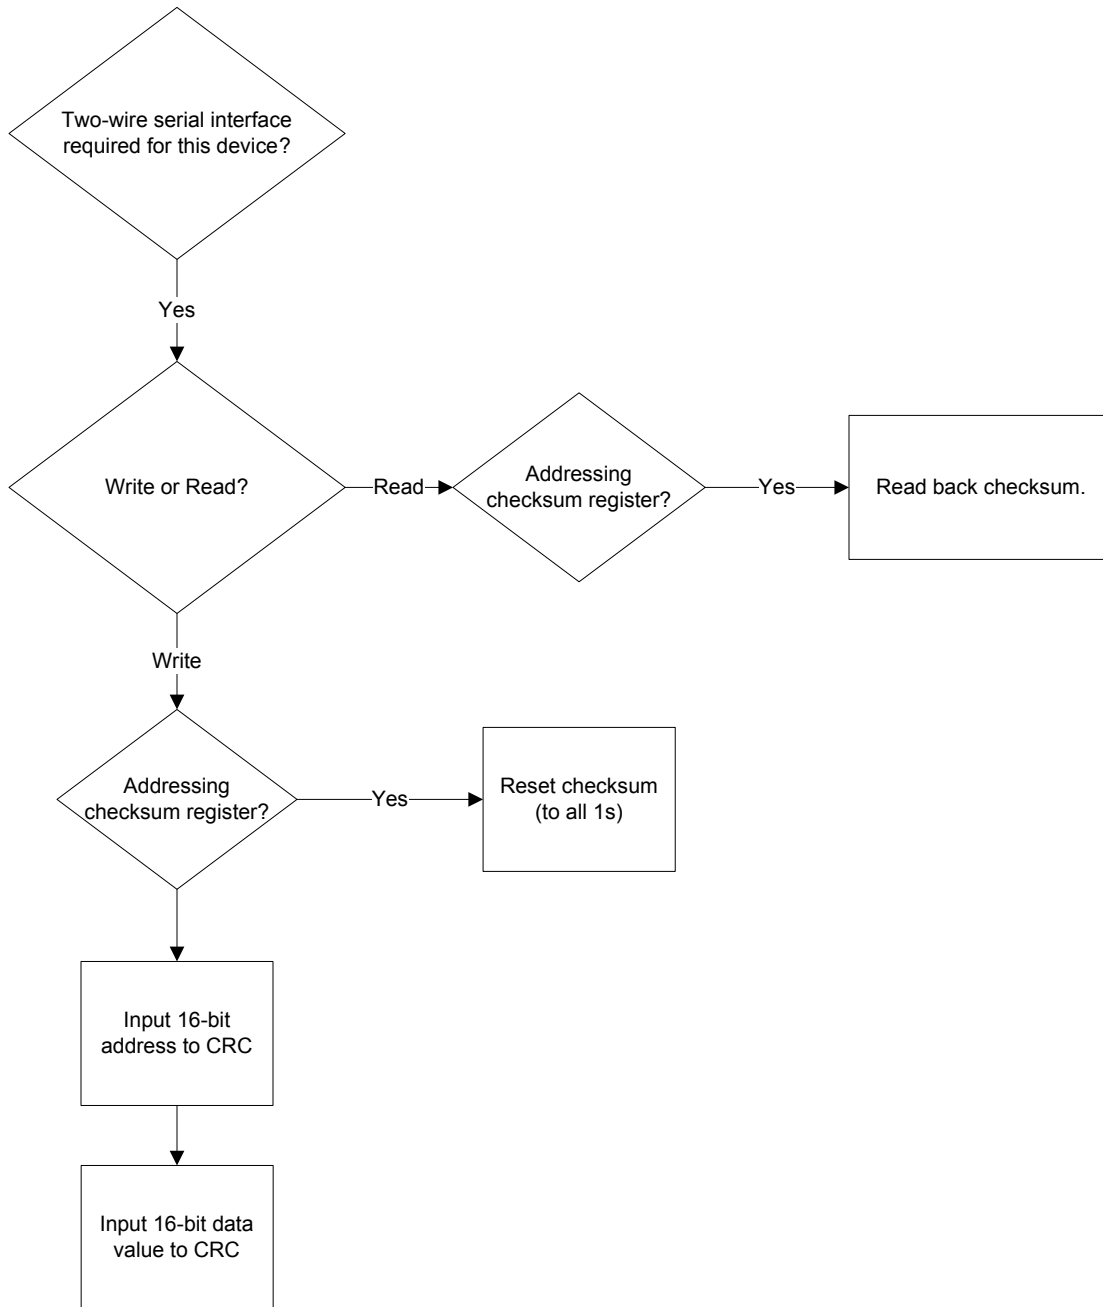 Two-wire serial interface
required for this device?
Yes
Write or Read?
Read
Addressing
checksum register?
Yes
Read back checksum.
Write
Addressing
checksum register?
Yes
Reset checksum
(to all 1s)
Input 16-bit
address to CRC
Input 16-bit data
value to CRC